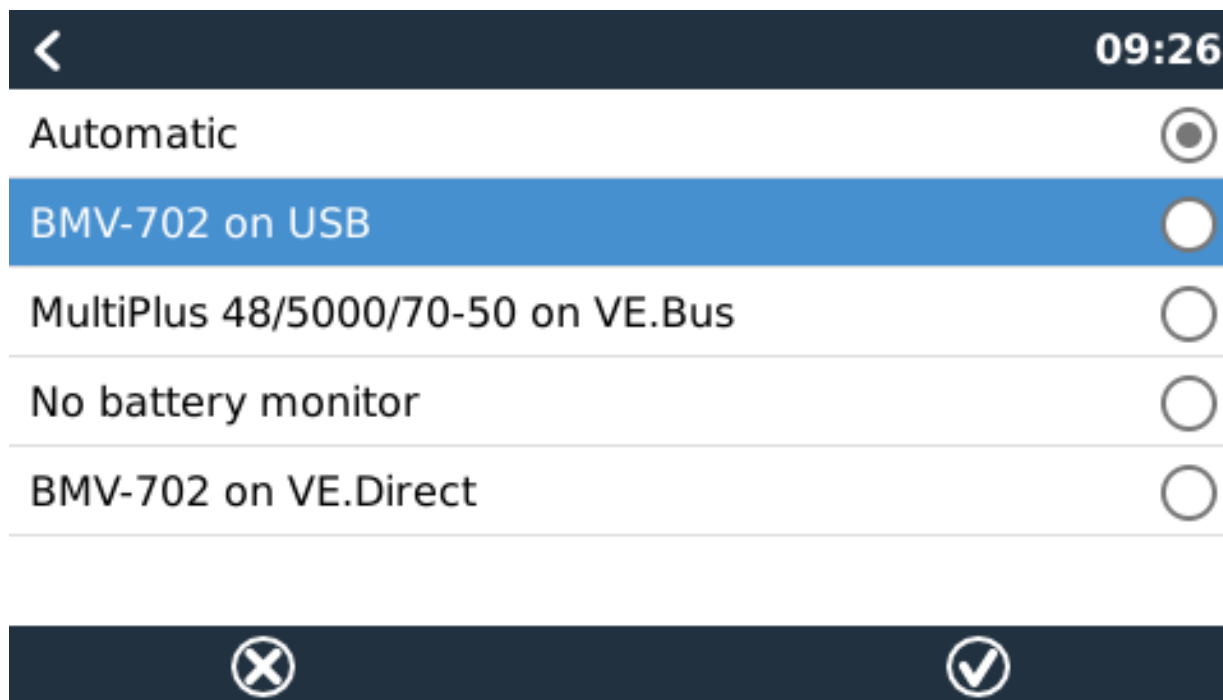 09:26
Automatic
BMV-702 on USB
MultiPlus 48/5000/70-50 on VE.Bus
No battery monitor
BMV-702 on VE.Direct